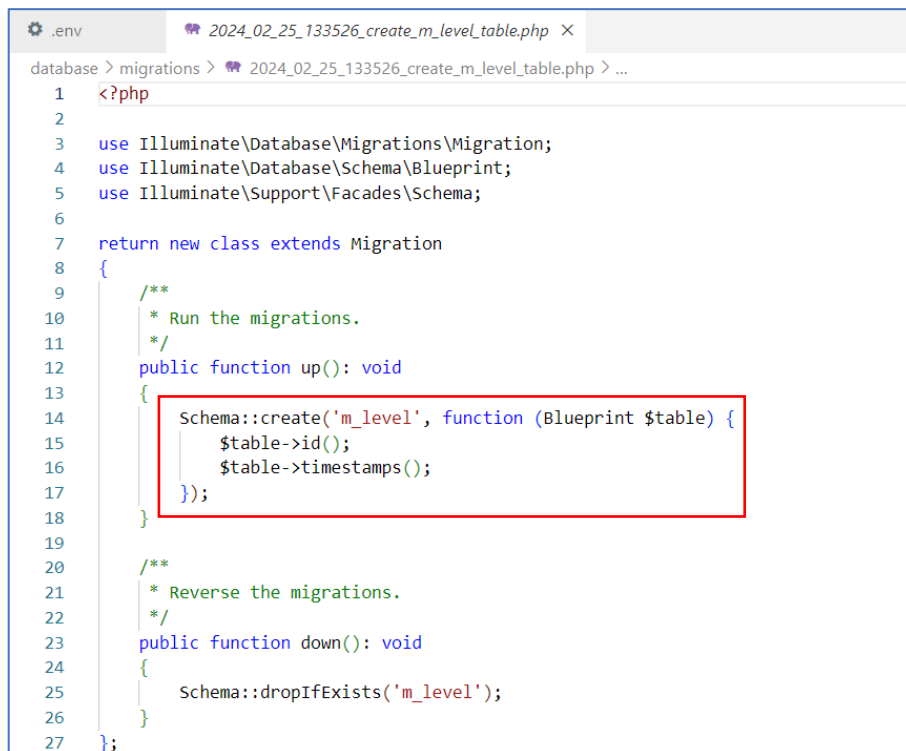 .env
2024_02_25_133526_create_m_level_table.php ×
database > migrations > 2024_02_25_133526_create_m_level_table.php > ...
1 <?php
2
3 use Illuminate\Database\Migrations\Migration;
4 use Illuminate\Database\Schema\Blueprint;
5 use Illuminate\Support\Facades\Schema;
6
7 return new class extends Migration
8 {
9     /**
10      * Run the migrations.
11      */
12     public function up(): void
13     {
14         Schema::create('m_level', function (Blueprint $table) {
15             $table->id();
16             $table->timestamps();
17         });
18     }
19
20     /**
21      * Reverse the migrations.
22      */
23     public function down(): void
24     {
25         Schema::dropIfExists('m_level');
26     }
27 };